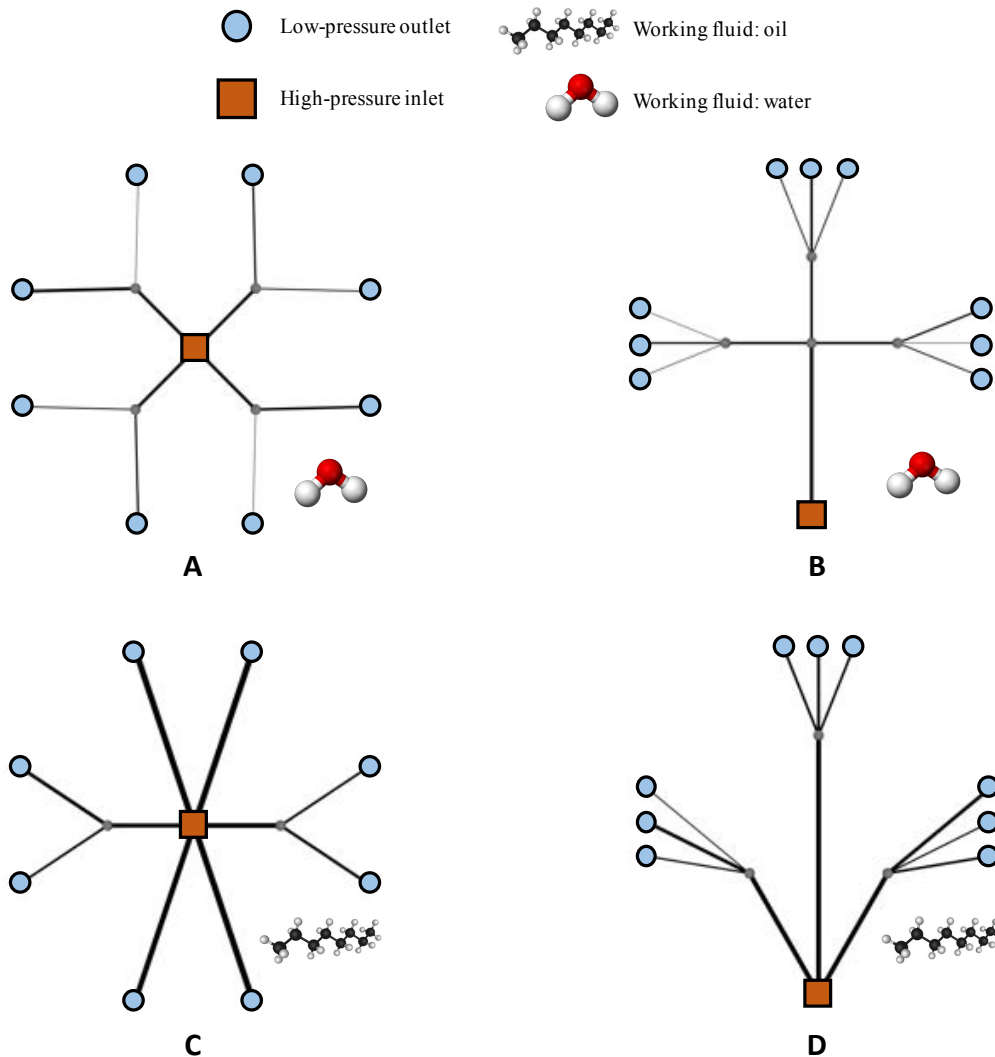 Low-pressure outlet
Working fluid: oil
High-pressure inlet
Working fluid: water
A
B
C
D